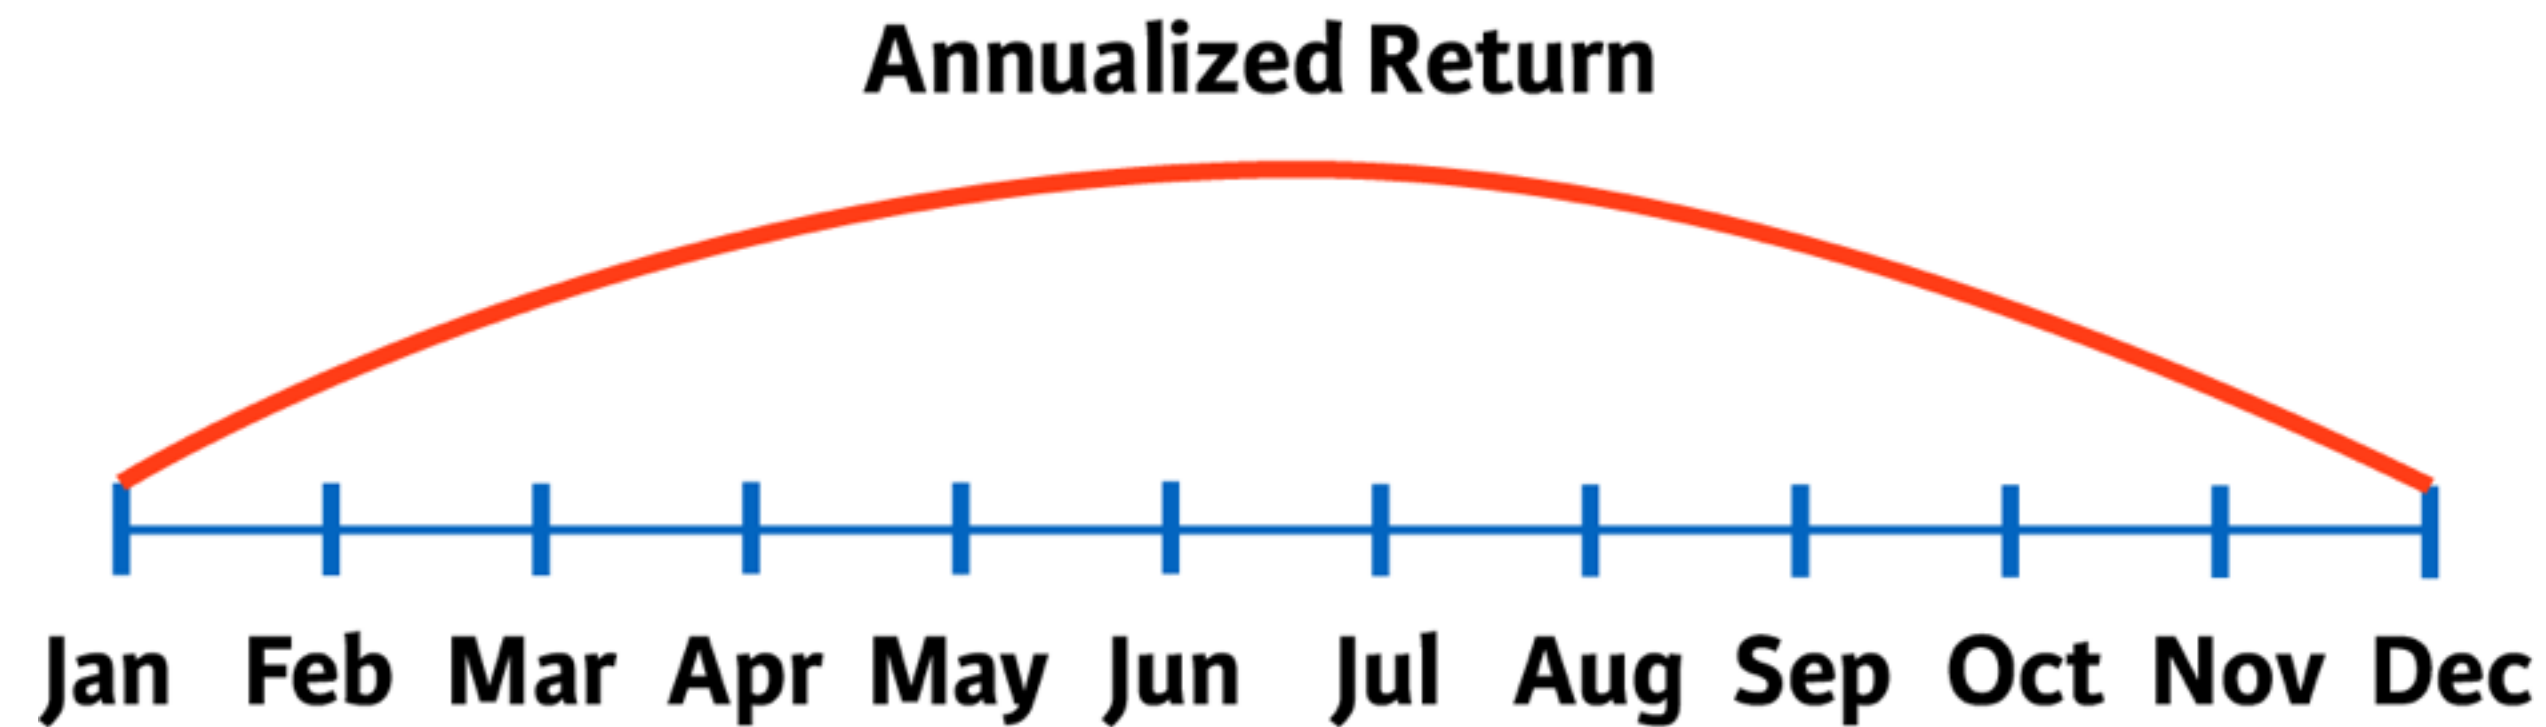 Annualized Return
Jan Feb Mar Apr May Jun Jul Aug Sep Oct Nov Dec